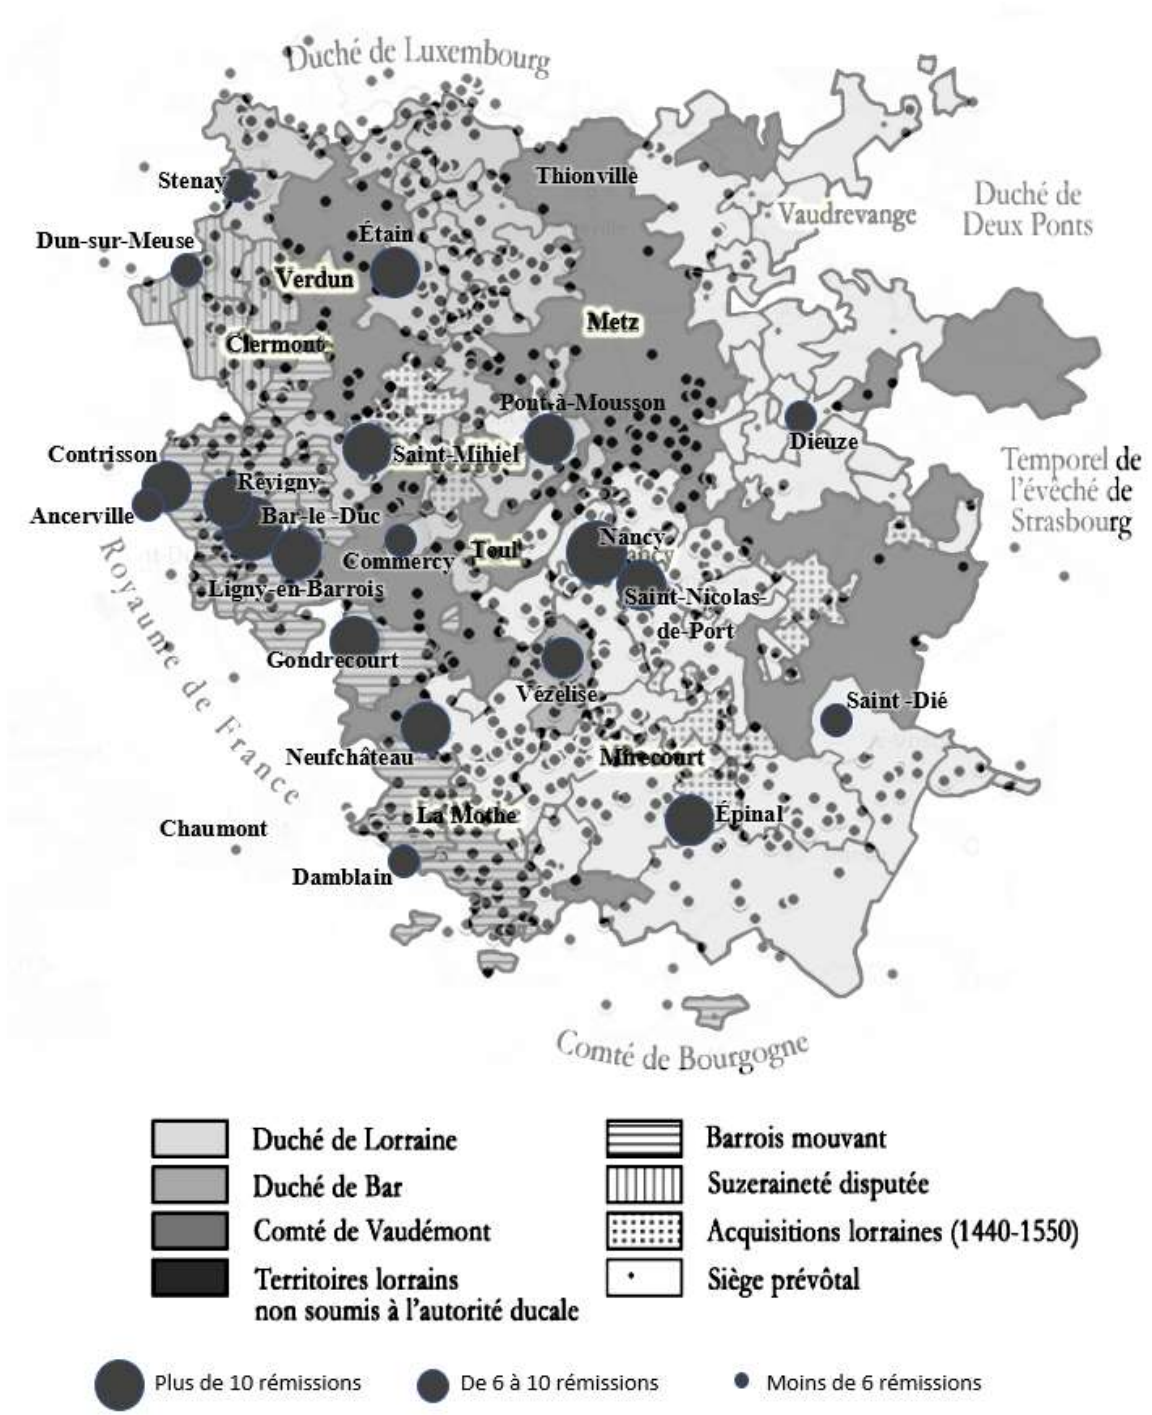 Duché de Luxembourg
Thionville
Stenay
Duché de
Deux Ponts
Vaudrevange
Dun-sur-Meuse
Étain
Verdun
Metz
Clermont
Pont-à-Mousson
Dieuze
Contrisson
Saint-Mihiel
Temporel de
l'évêché de
Strasbourg
Revigny
Ancerville
Bar-le -Duc
Nancy
Commercy
Toul
Ligny-en-Barrois
Saint-Nicolas-
de-Port
Royaume de France
Gondrecourt
Vézelise
Saint -Dié
Neufchâteau
Mirecourt
La Mothe
Épinal
Chaumont
Damblain
Comté de Bourgogne
Duché de Lorraine
Duché de Bar
Comté de Vaudémont
Territoires lorrains
non soumis à l'autorité ducale
Barrois mouvant
Suzeraineté disputée
Acquisitions lorraines (1440-1550)
Siège prévôtal
Plus de 10 rémissions
De 6 à 10 rémissions
Moins de 6 rémissions